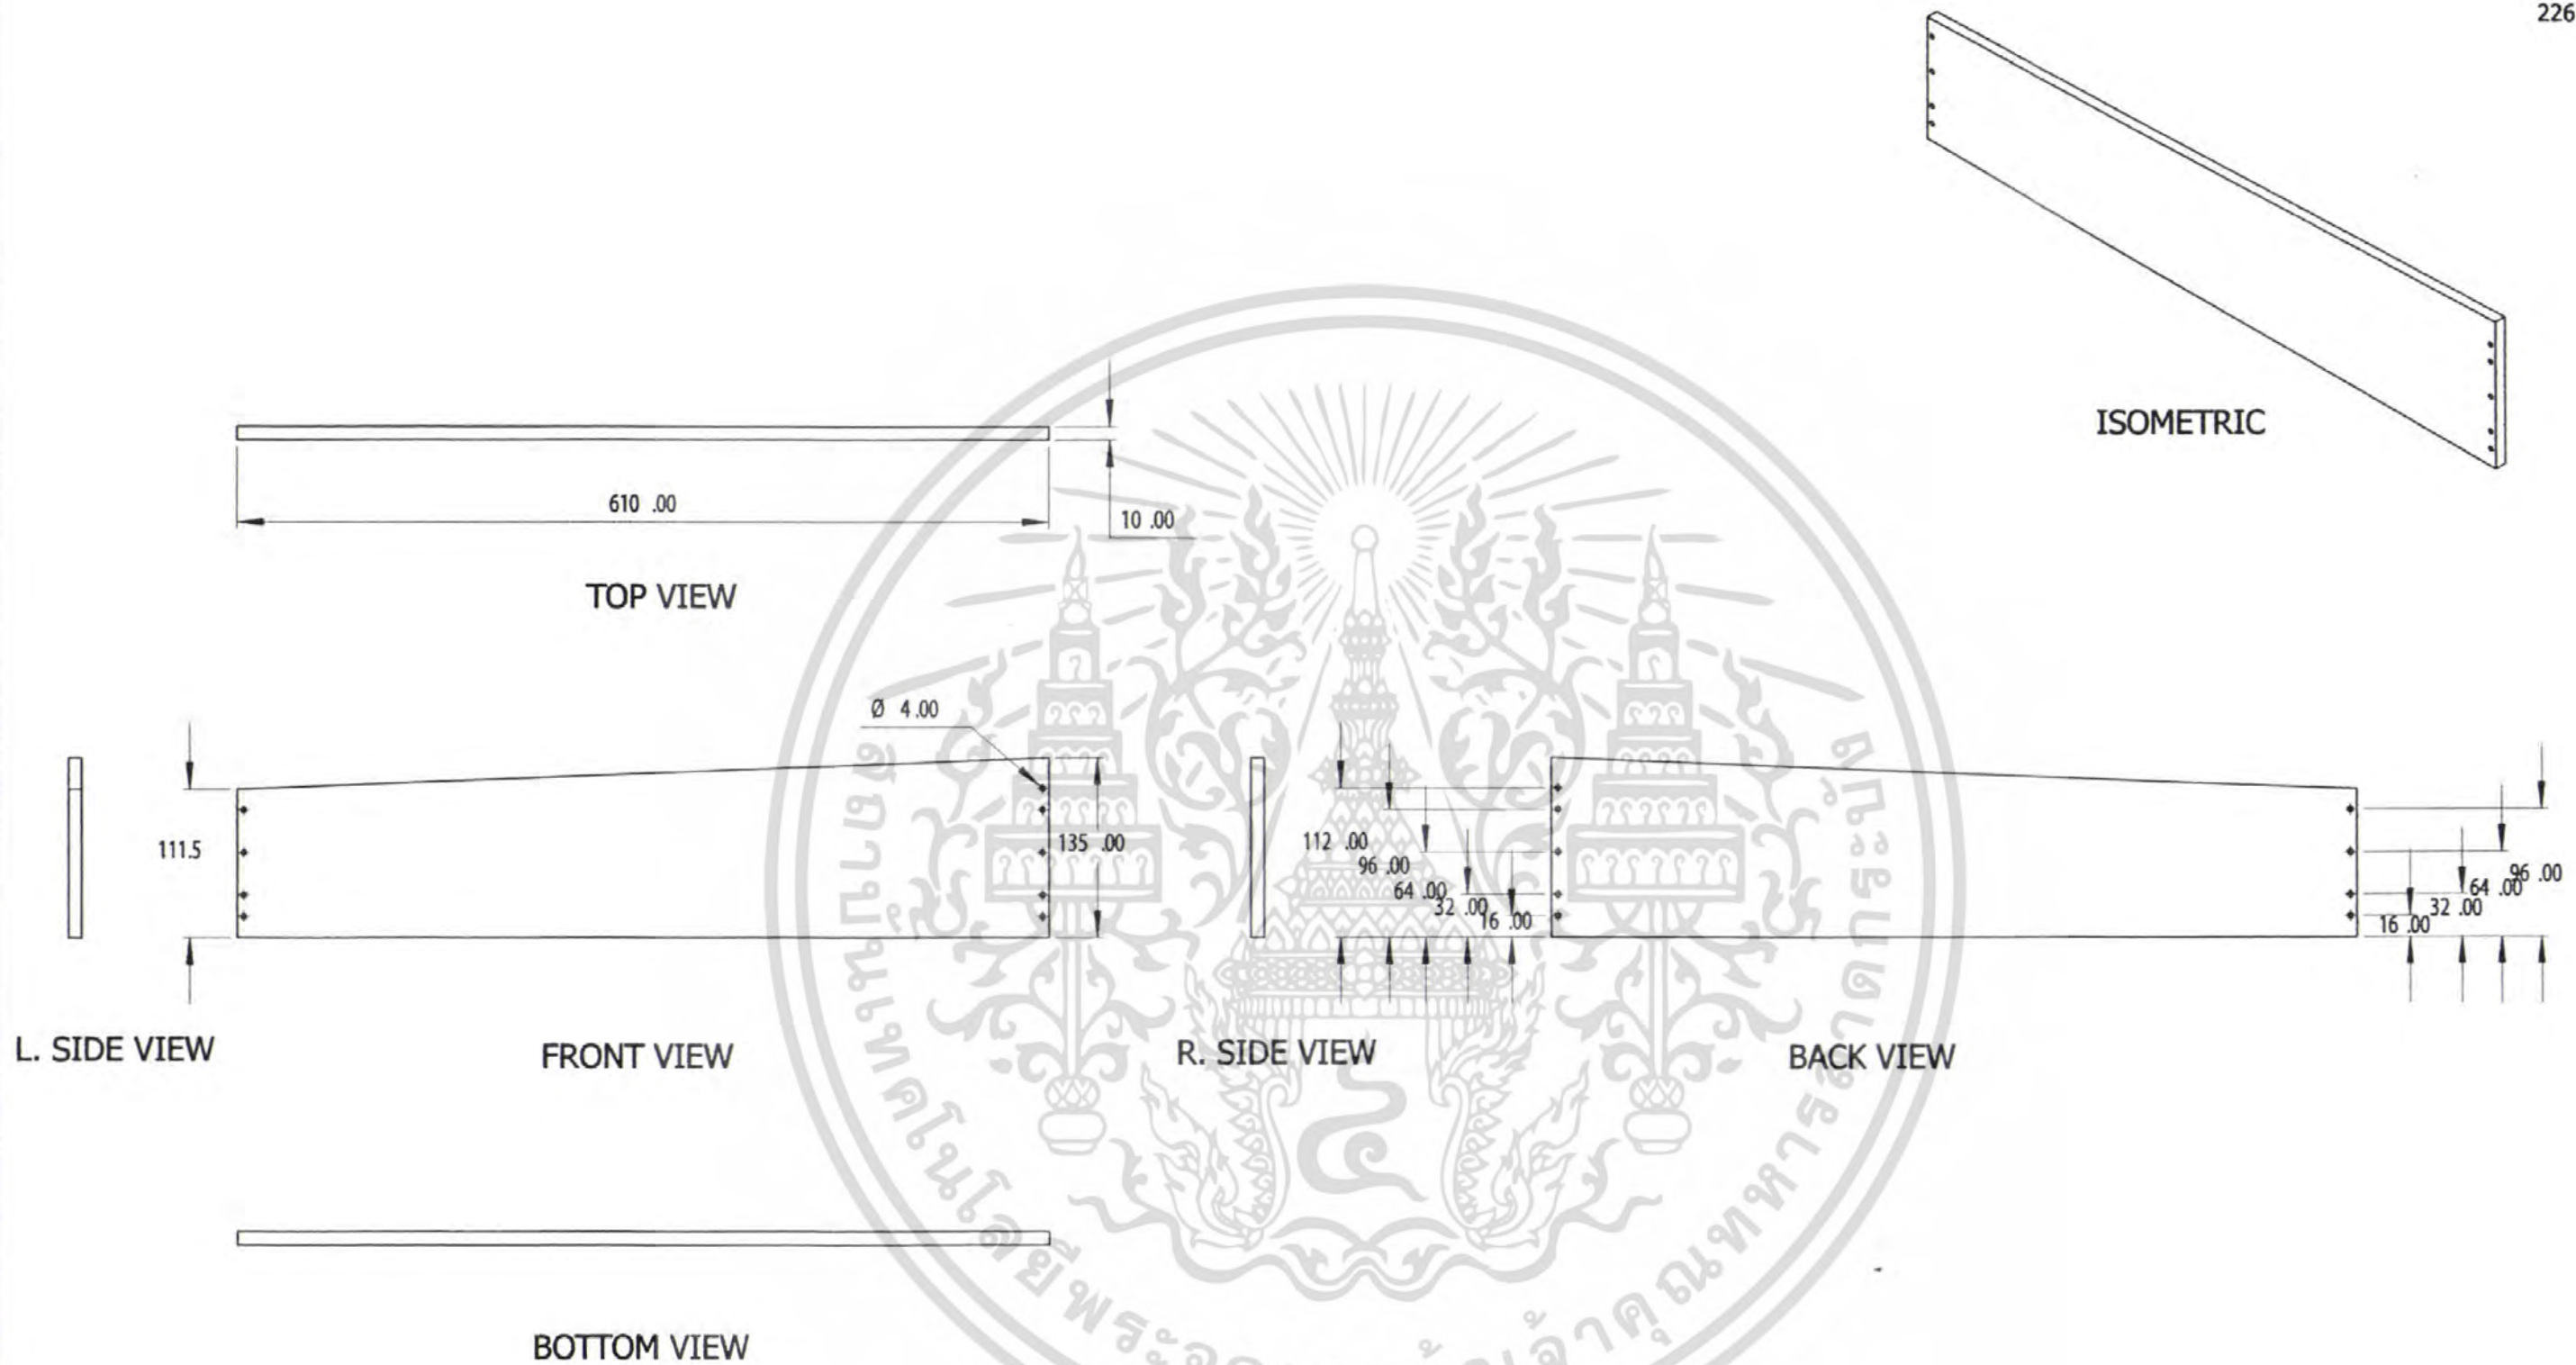 226
ISOMETRIC
610 .00
10 .00
TOP VIEW
Ø 4.00
111.5
135 .00
112 .00
96 .00
64 .00
32 .00
16 .00
96 .00
64 .00
32 .00
16 .00
L. SIDE VIEW
FRONT VIEW
R. SIDE VIEW
BACK VIEW
BOTTOM VIEW